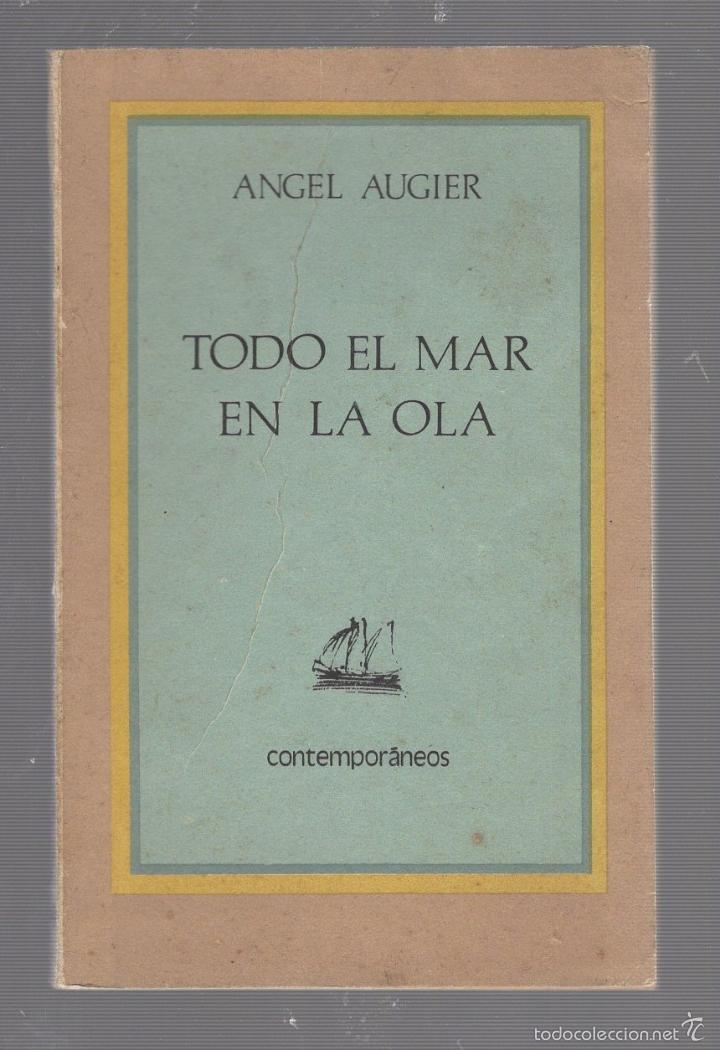 ANGEL AUGIER
TODO EL MAR
EN LA OLA
contemporáneos
todocoleccion.net